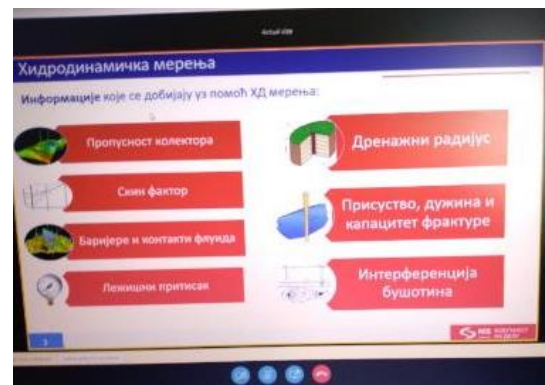 Хидродинамичка мерења
Информације које се добијају уз помоћ ХД мерења:
Пропусност колектора
Скин фактор
Баријере и контакти флуида
Лежишни притисак
Дренажни радијус
Присуство, дужина и
капацитет фрактуре
Интерференција
бушотина
3